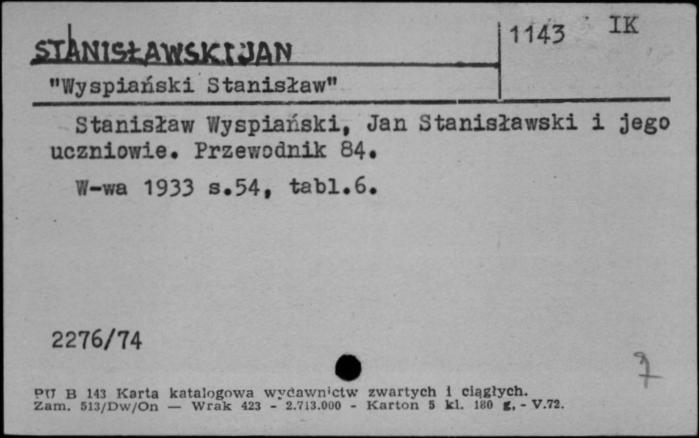 STANISŁAWSKI JAN
1143 IK
"Wyspiański Stanisław"
Stanisław Wyspiański, Jan Stanisławski i jego
uczniowie. Przewodnik 84.
W-wa 1933 s.54, tabl.6.
2276/74
7
PU B 143 Karta katalogowa wydawnictw zwartych i ciągłych.
Zam. 513/Dw/On — Wrak 423 - 2.713.000 - Karton 5 kl. 180 g, - V.72.